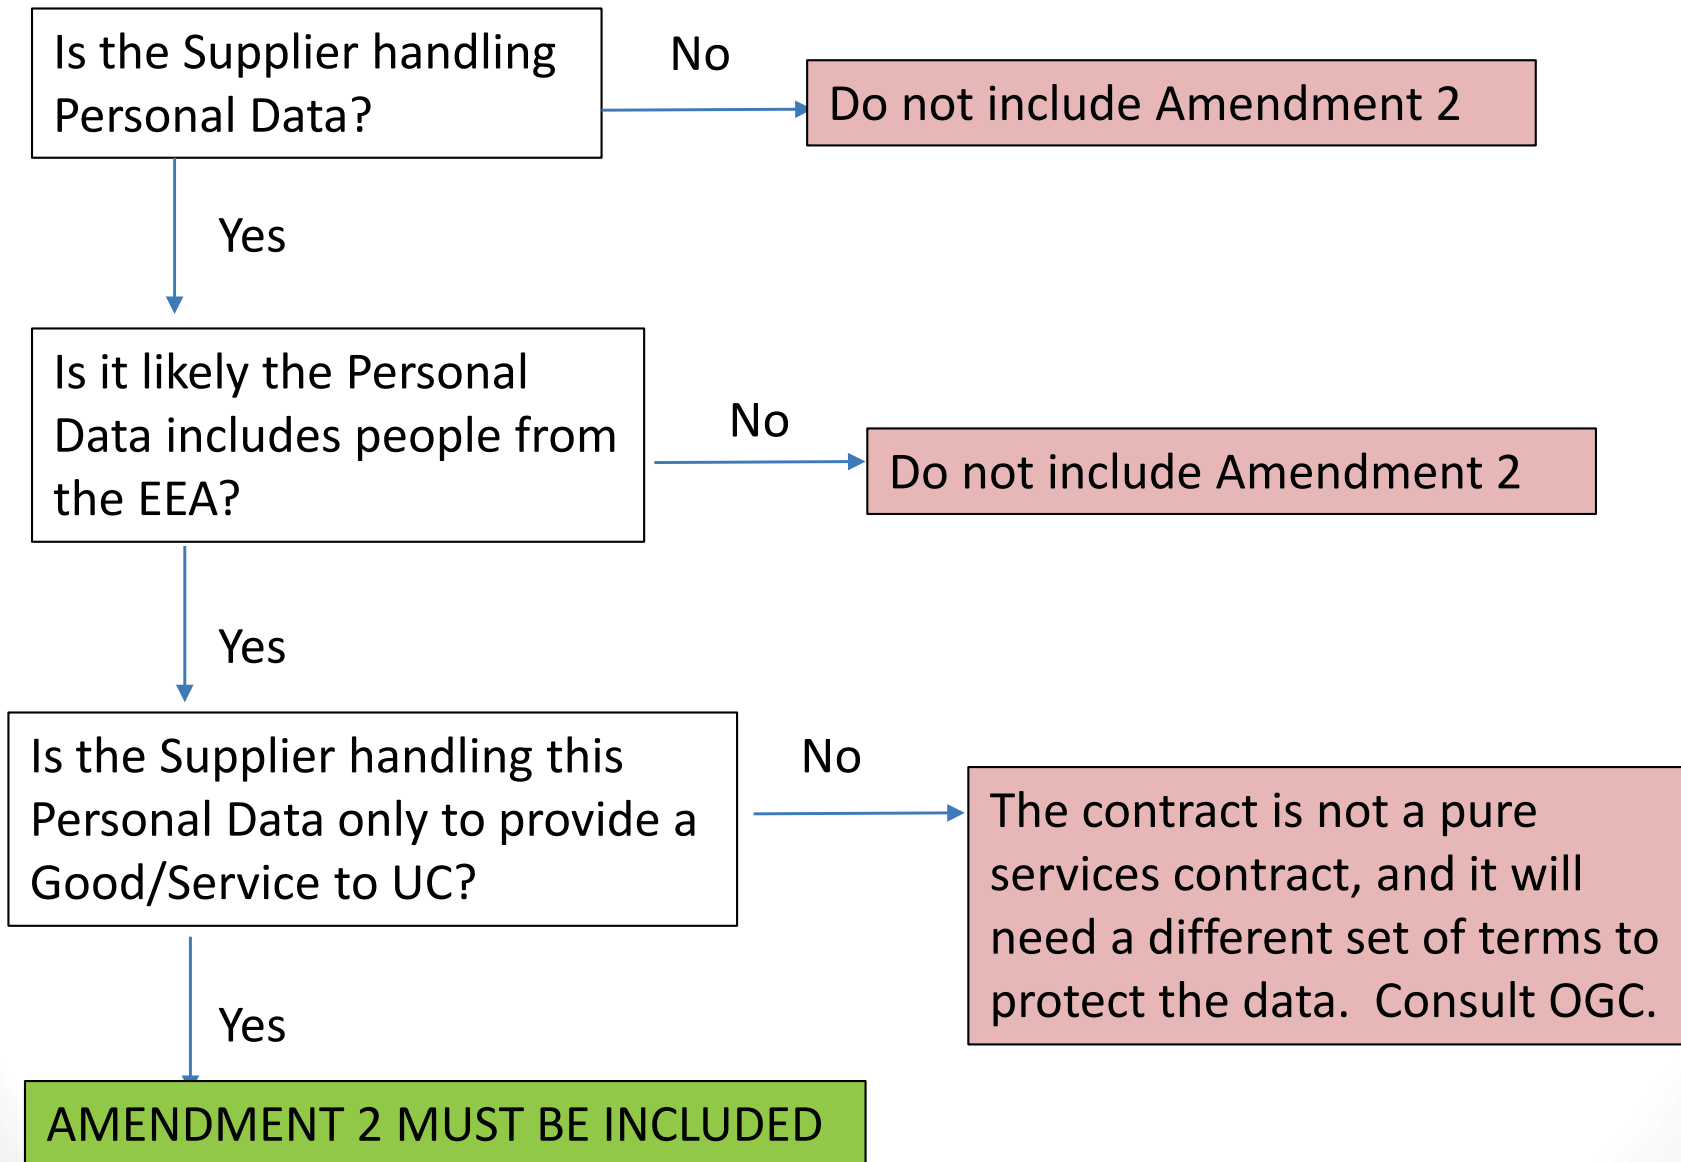 Is the Supplier handling
Personal Data?
No
Do not include Amendment 2
Yes
Is it likely the Personal
Data includes people from
the EEA?
No
Do not include Amendment 2
Yes
Is the Supplier handling this
Personal Data only to provide a
Good/Service to UC?
No
The contract is not a pure
services contract, and it will
need a different set of terms to
protect the data.  Consult OGC.
Yes
AMENDMENT 2 MUST BE INCLUDED